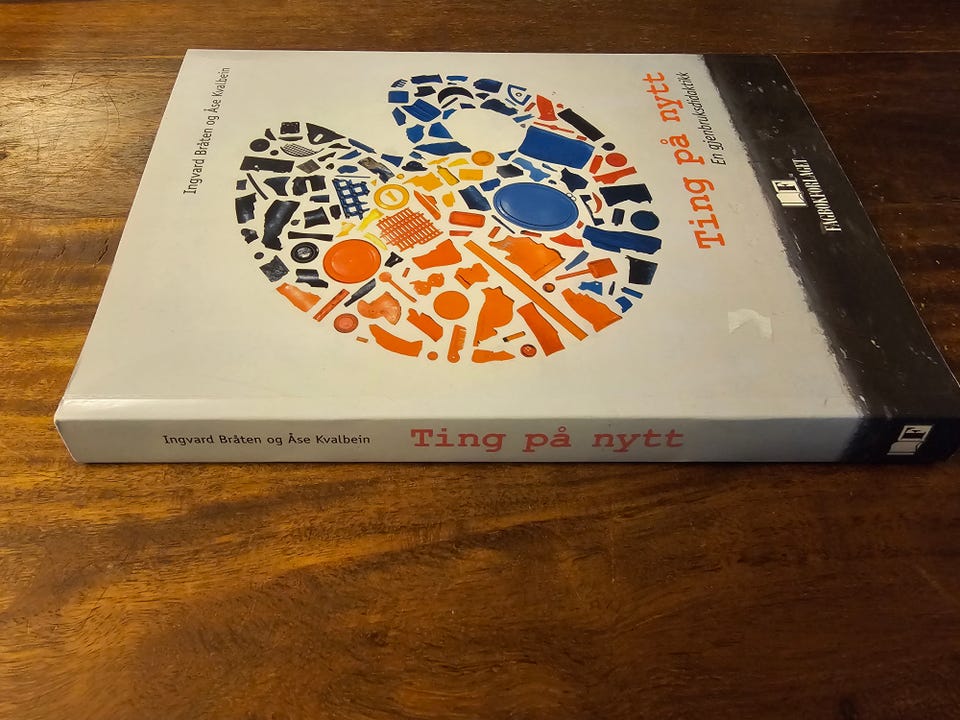 Ingvard Bråten og Åse Kvalbein
Ting på nytt
En gjenbruksdidaktikk
FAGBOKFORLAGET
Ingvard Bråten og Åse Kvalbein
Ting på nytt